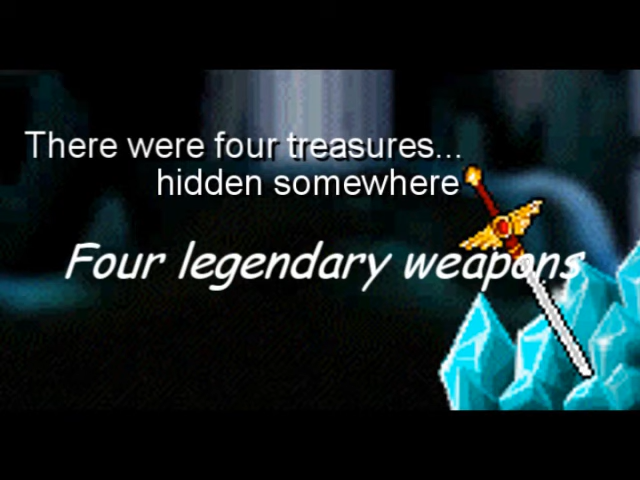 There were four treasures...
hidden somewhere
Four legendary weapons